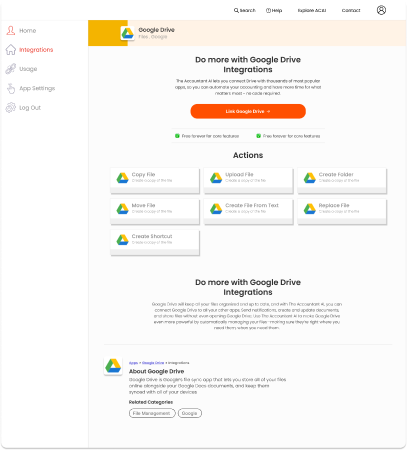 Search
Help
Explore ACAI
Contact
Home
Integrations
Usage
App Settings
Log Out
Google Drive
Files , Google
Do more with Google Drive
Integrations
The Accountant AI lets you connect Drive with thousands of most popular
apps, so you can automate your accounting and have more time for what
matters most - no code required.
Link Google Drive →
Free forever for core features
Free forever for core features
Actions
Copy File
Create a copy of the file
Upload File
Create a copy of the file
Create Folder
Create a copy of the file
Move File
Create a copy of the file
Create File From Text
Create a copy of the file
Replace File
Create a copy of the file
Create Shortcut
Create a copy of the file
Do more with Google Drive
Integrations
Google Drive will keep all your files organized and up to date, and with The Accountant AI, you can
connect Google Drive to all your other apps. Send notifications, create and update documents,
and share files without even opening Google Drive. Use The Accountant AI to make Google Drive
even more powerful by automatically managing your files- making sure they're right where you
need them when you need them.
Apps > Google Drive > Integrations
About Google Drive
Google Drive is Google's file sync app that lets you store all of your files
online alongside your Google Docs documents, and keep them
synced with all of your devices.
Related Categories
File Management
Google